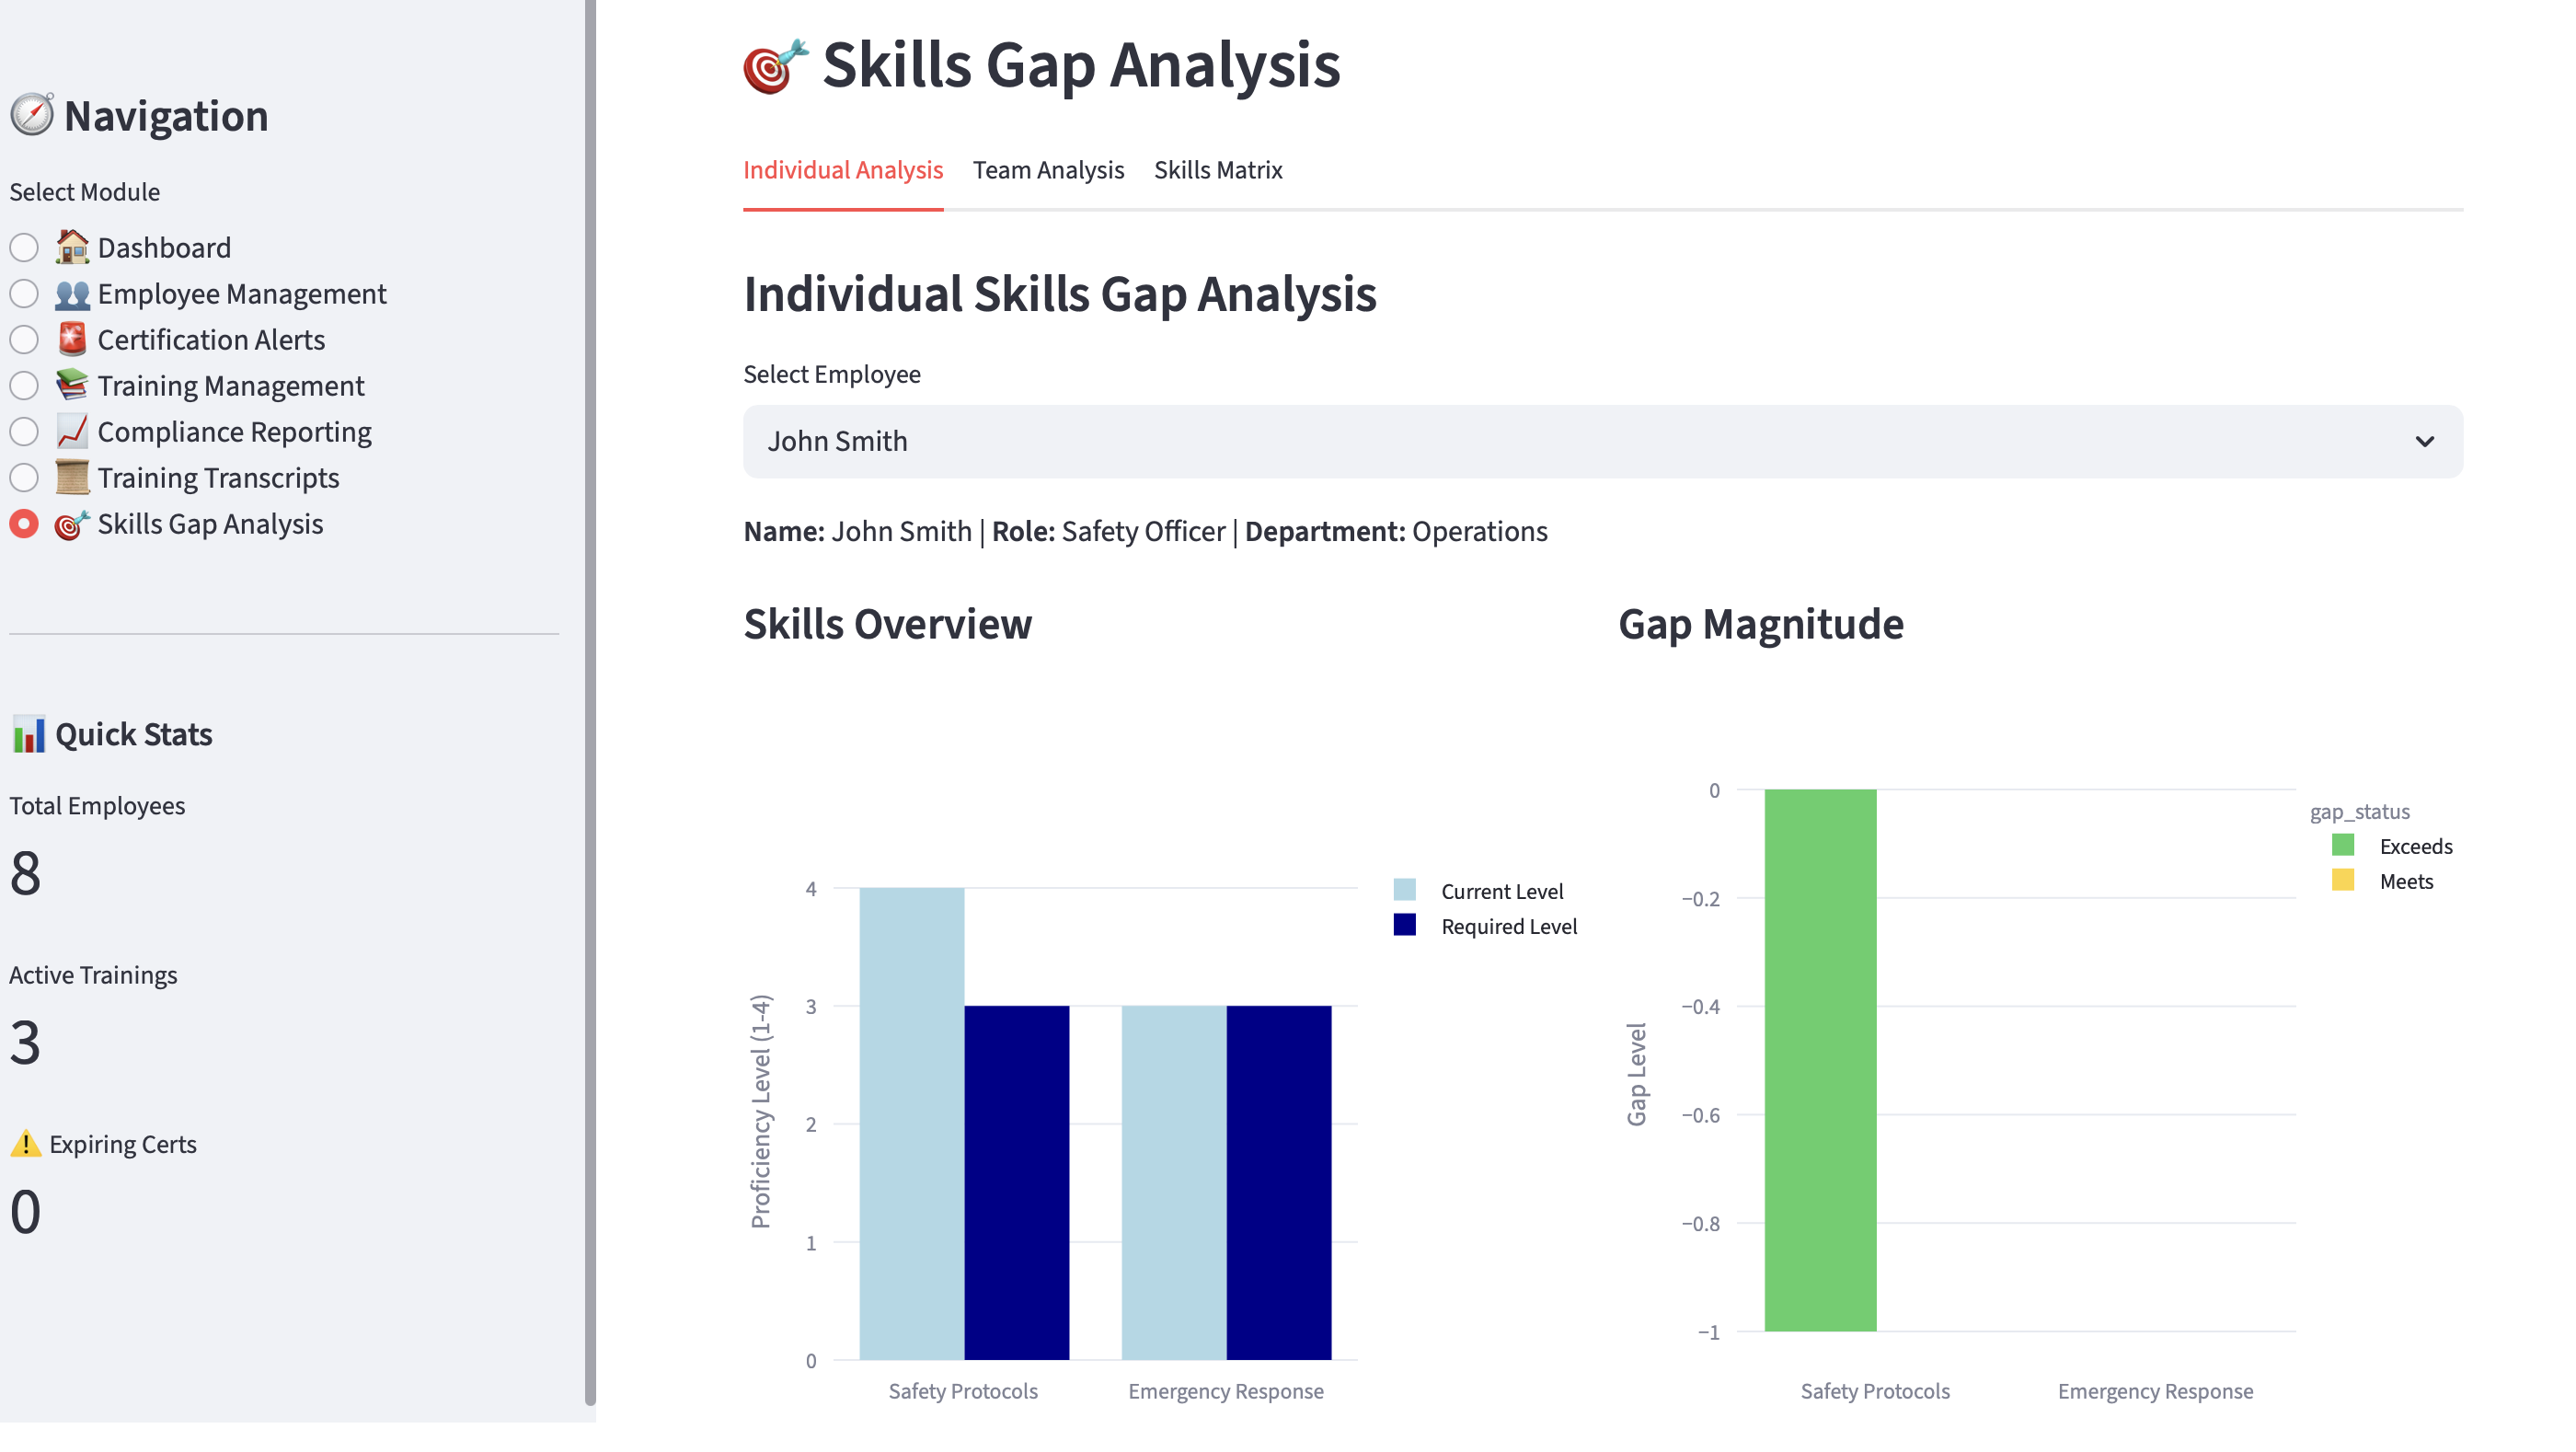 Navigation
Select Module
Dashboard
Employee Management
Certification Alerts
Training Management
Compliance Reporting
Training Transcripts
Skills Gap Analysis
Quick Stats
Total Employees
8
Active Trainings
3
Expiring Certs
0
Skills Gap Analysis
Individual Analysis Team Analysis Skills Matrix
Individual Skills Gap Analysis
Select Employee
John Smith
Name: John Smith | Role: Safety Officer | Department: Operations
Skills Overview
Proficiency Level (1-4)
4
3
2
1
0
Safety Protocols Emergency Response
Current Level
Required Level
Gap Magnitude
Gap Level
0
−0.2
−0.4
−0.6
−0.8
−1
Safety Protocols Emergency Response
gap_status
Exceeds
Meets